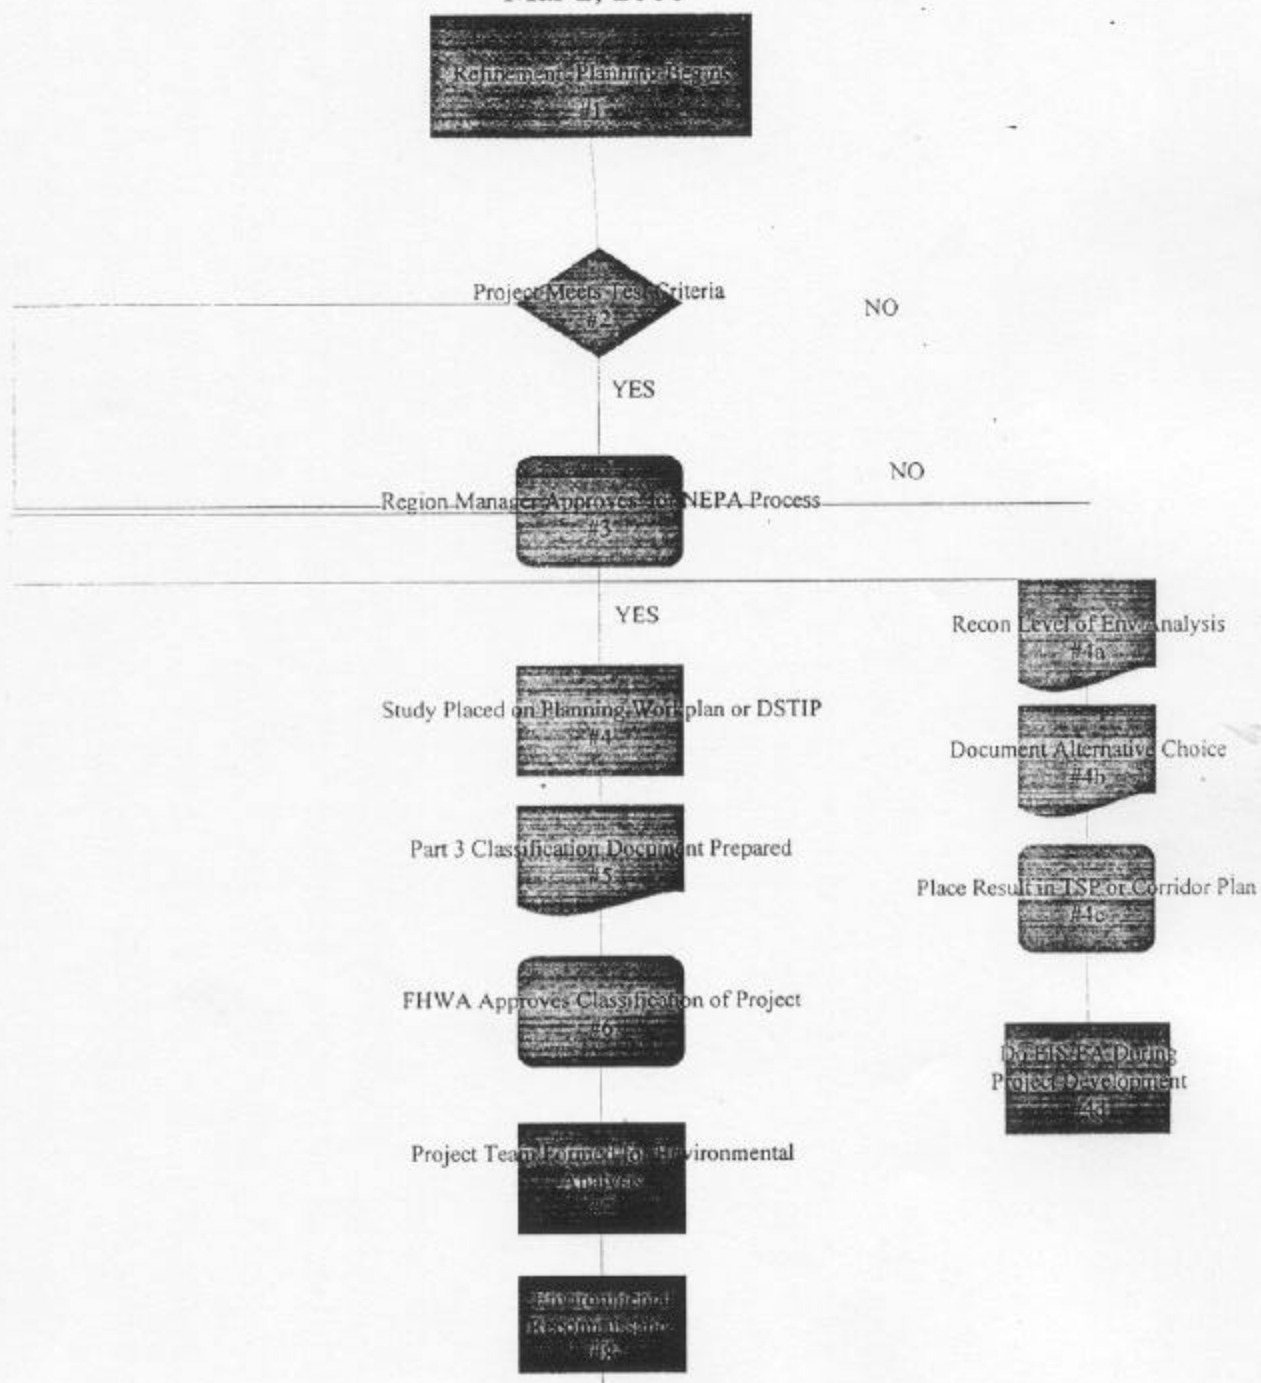 Refinement Planning Begins
#1
Project Meets Test Criteria
#2
NO
YES
NO
Region Manager Approves for NEPA Process
#3
YES
Recon Level of Env Analysis
#4a
Study Placed on Planning Workplan or DSTIP
#4
Document Alternative Choice
#4b
Part 3 Classification Document Prepared
#5
Place Result in TSP or Corridor Plan
#4c
FHWA Approves Classification of Project
#6
Do EIS/EA During
Project Development
#4d
Project Team Formed for Environmental
Analysis
Environmental
Reconnaissance
#8